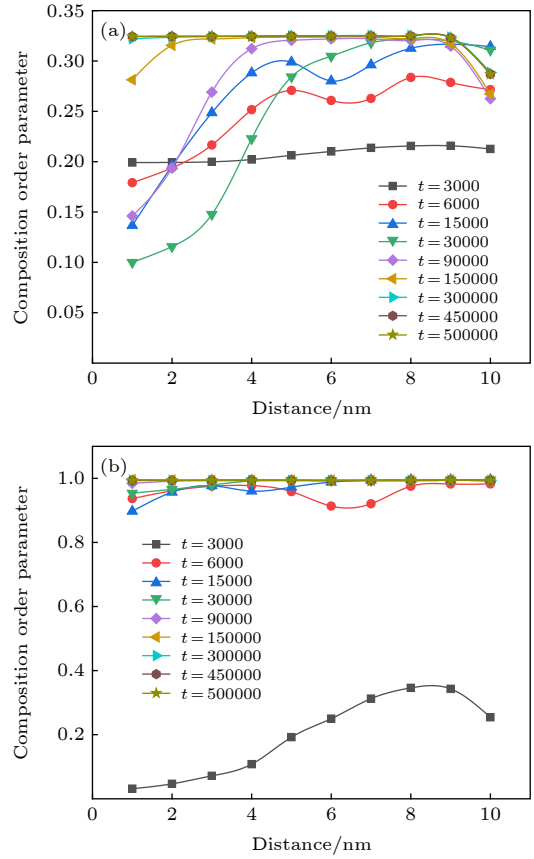 (a)
Composition order parameter
0.35
0.30
0.25
0.20
0.15
0.10
0.05
t = 3000
t = 6000
t = 15000
t = 30000
t = 90000
t = 150000
t = 300000
t = 450000
t = 500000
0 2 4 6 8 10
Distance/nm
(b)
Composition order parameter
1.0
0.8
0.6
0.4
0.2
t = 3000
t = 6000
t = 15000
t = 30000
t = 90000
t = 150000
t = 300000
t = 450000
t = 500000
0 2 4 6 8 10
Distance/nm